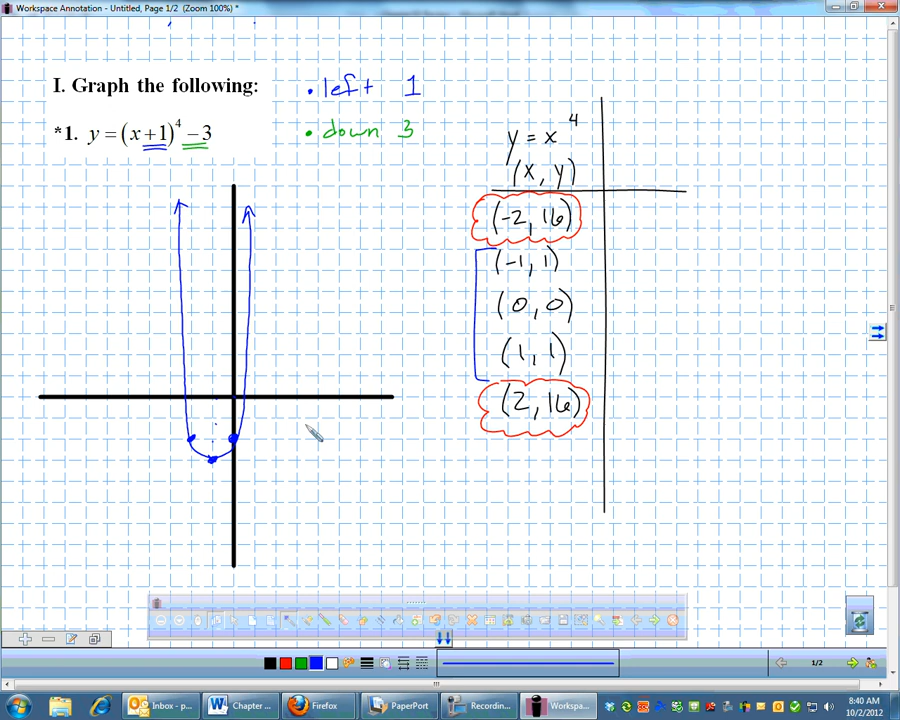 Workspace Annotation - Untitled, Page 1/2 (Zoom 100%) *
I. Graph the following:
• left 1
*1. y = (x+1)^4 − 3
• down 3
y = x^4
(x, y)
(-2, 16)
(-1, 1)
(0, 0)
(1, 1)
(2, 16)
1/2
Inbox - p...
Chapter ...
Firefox
PaperPort
Recordin...
Workspa...
8:40 AM
10/2/2012